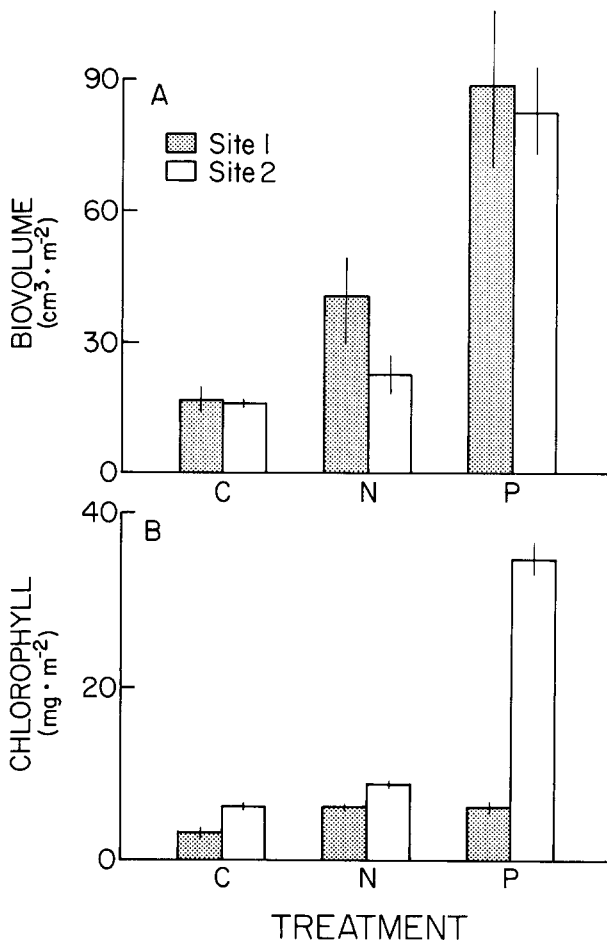 A
Site 1
Site 2
BIOVOLUME
(cm³ · m⁻²)
90
60
30
0
C N P
B
CHLOROPHYLL
(mg · m⁻²)
40
20
0
C N P
TREATMENT